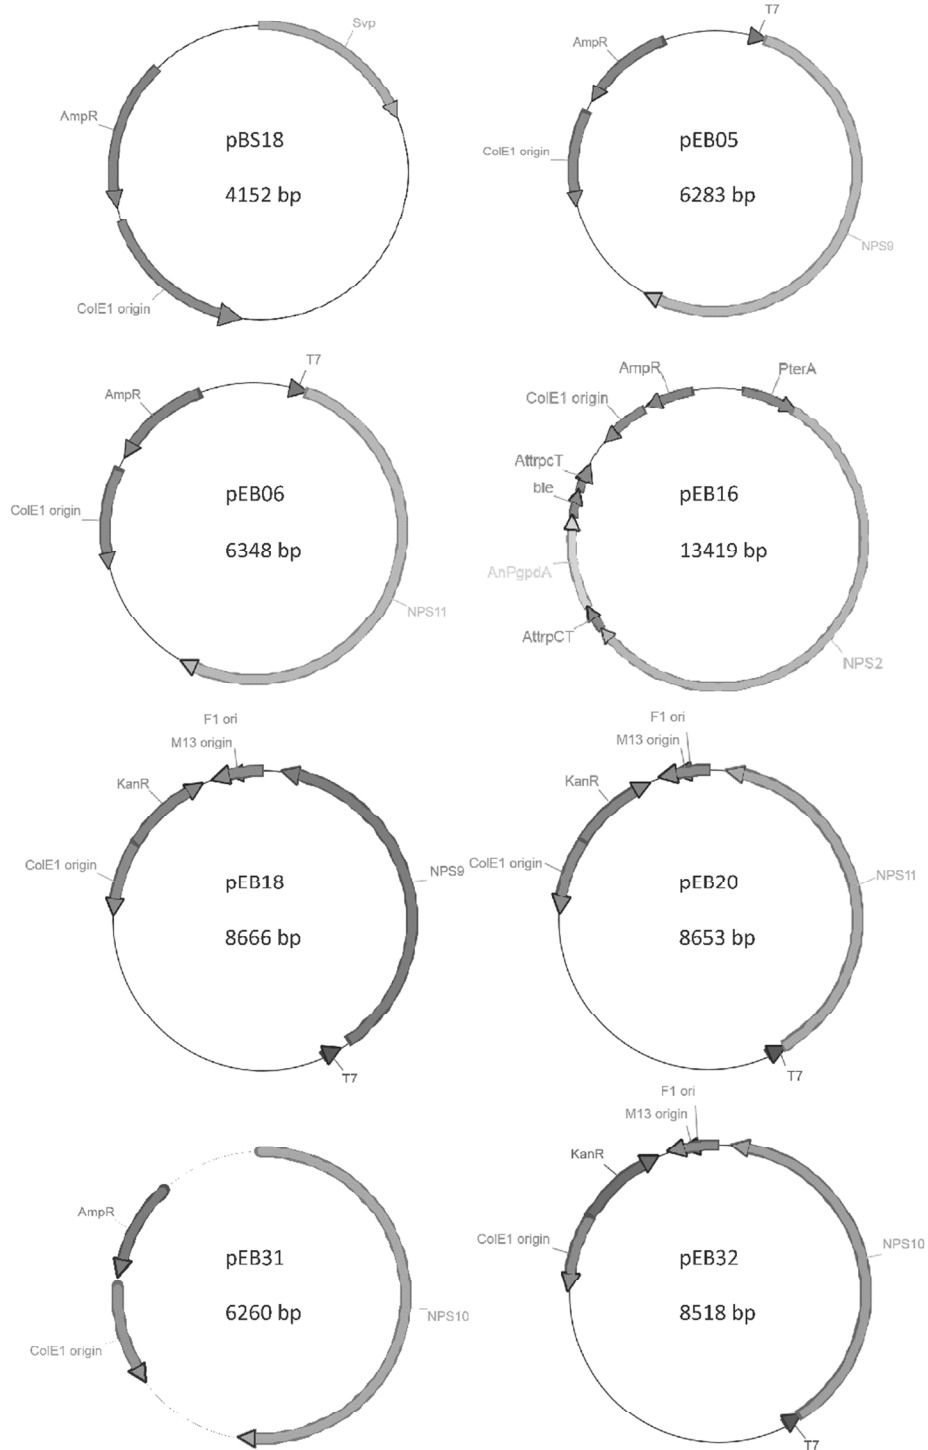 Svp
AmpR
pBS18
4152 bp
ColE1 origin
T7
AmpR
pEB05
ColE1 origin
6283 bp
NPS9
T7
AmpR
pEB06
ColE1 origin
6348 bp
NPS11
AmpR
PterA
ColE1 origin
AttrpcT
ble
pEB16
13419 bp
AnPgpdA
AttrpCT
NPS2
F1 ori
M13 origin
KanR
ColE1 origin
NPS9
pEB18
8666 bp
T7
F1 ori
M13 origin
KanR
ColE1 origin
NPS11
pEB20
8653 bp
T7
AmpR
pEB31
6260 bp
NPS10
ColE1 origin
F1 ori
M13 origin
KanR
ColE1 origin
NPS10
pEB32
8518 bp
T7